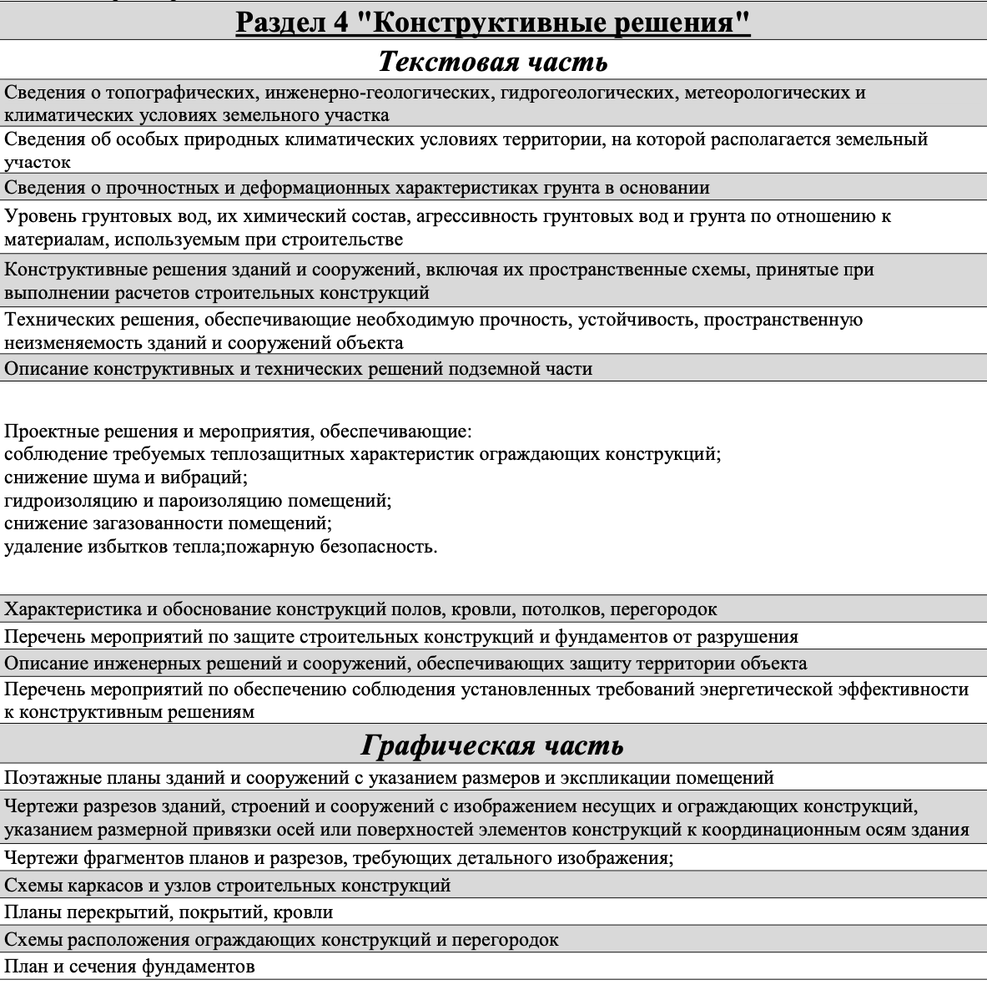 Раздел 4 "Конструктивные решения"
Текстовая часть
Сведения о топографических, инженерно-геологических, гидрогеологических, метеорологических и
климатических условиях земельного участка
Сведения об особых природных климатических условиях территории, на которой располагается земельный
участок
Сведения о прочностных и деформационных характеристиках грунта в основании
Уровень грунтовых вод, их химический состав, агрессивность грунтовых вод и грунта по отношению к
материалам, используемым при строительстве
Конструктивные решения зданий и сооружений, включая их пространственные схемы, принятые при
выполнении расчетов строительных конструкций
Технических решения, обеспечивающие необходимую прочность, устойчивость, пространственную
неизменяемость зданий и сооружений объекта
Описание конструктивных и технических решений подземной части
Проектные решения и мероприятия, обеспечивающие:
соблюдение требуемых теплозащитных характеристик ограждающих конструкций;
снижение шума и вибраций;
гидроизоляцию и пароизоляцию помещений;
снижение загазованности помещений;
удаление избытков тепла;пожарную безопасность.
Характеристика и обоснование конструкций полов, кровли, потолков, перегородок
Перечень мероприятий по защите строительных конструкций и фундаментов от разрушения
Описание инженерных решений и сооружений, обеспечивающих защиту территории объекта
Перечень мероприятий по обеспечению соблюдения установленных требований энергетической эффективности
к конструктивным решениям
Графическая часть
Поэтажные планы зданий и сооружений с указанием размеров и экспликации помещений
Чертежи разрезов зданий, строений и сооружений с изображением несущих и ограждающих конструкций,
указанием размерной привязки осей или поверхностей элементов конструкций к координационным осям здания
Чертежи фрагментов планов и разрезов, требующих детального изображения;
Схемы каркасов и узлов строительных конструкций
Планы перекрытий, покрытий, кровли
Схемы расположения ограждающих конструкций и перегородок
План и сечения фундаментов